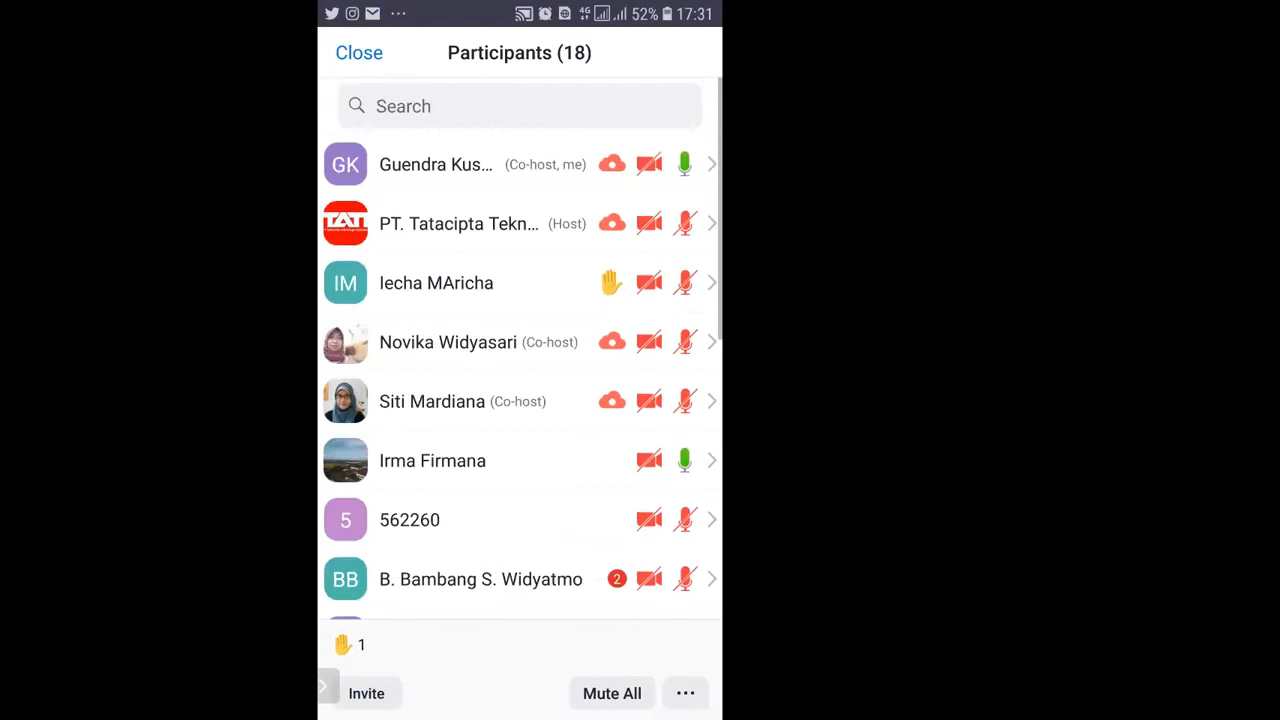 4G 52% 17:31
Close Participants (18)
Search
GK Guendra Kus... (Co-host, me)
TATI PT. Tatacipta Tekn... (Host)
IM Iecha MAricha
Novika Widyasari (Co-host)
Siti Mardiana (Co-host)
Irma Firmana
5 562260
BB B. Bambang S. Widyatmo 2
1
Invite Mute All ...